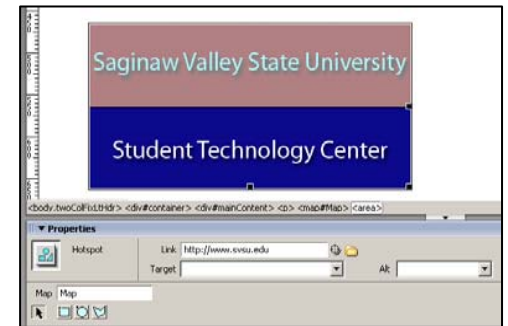 Saginaw Valley State University
Student Technology Center
<body.twoColFixLtHdr> <div#container> <div#mainContent> <p> <map#Map> <area>
Properties
Hotspot Link http://www.svsu.edu
Target Alt
Map Map